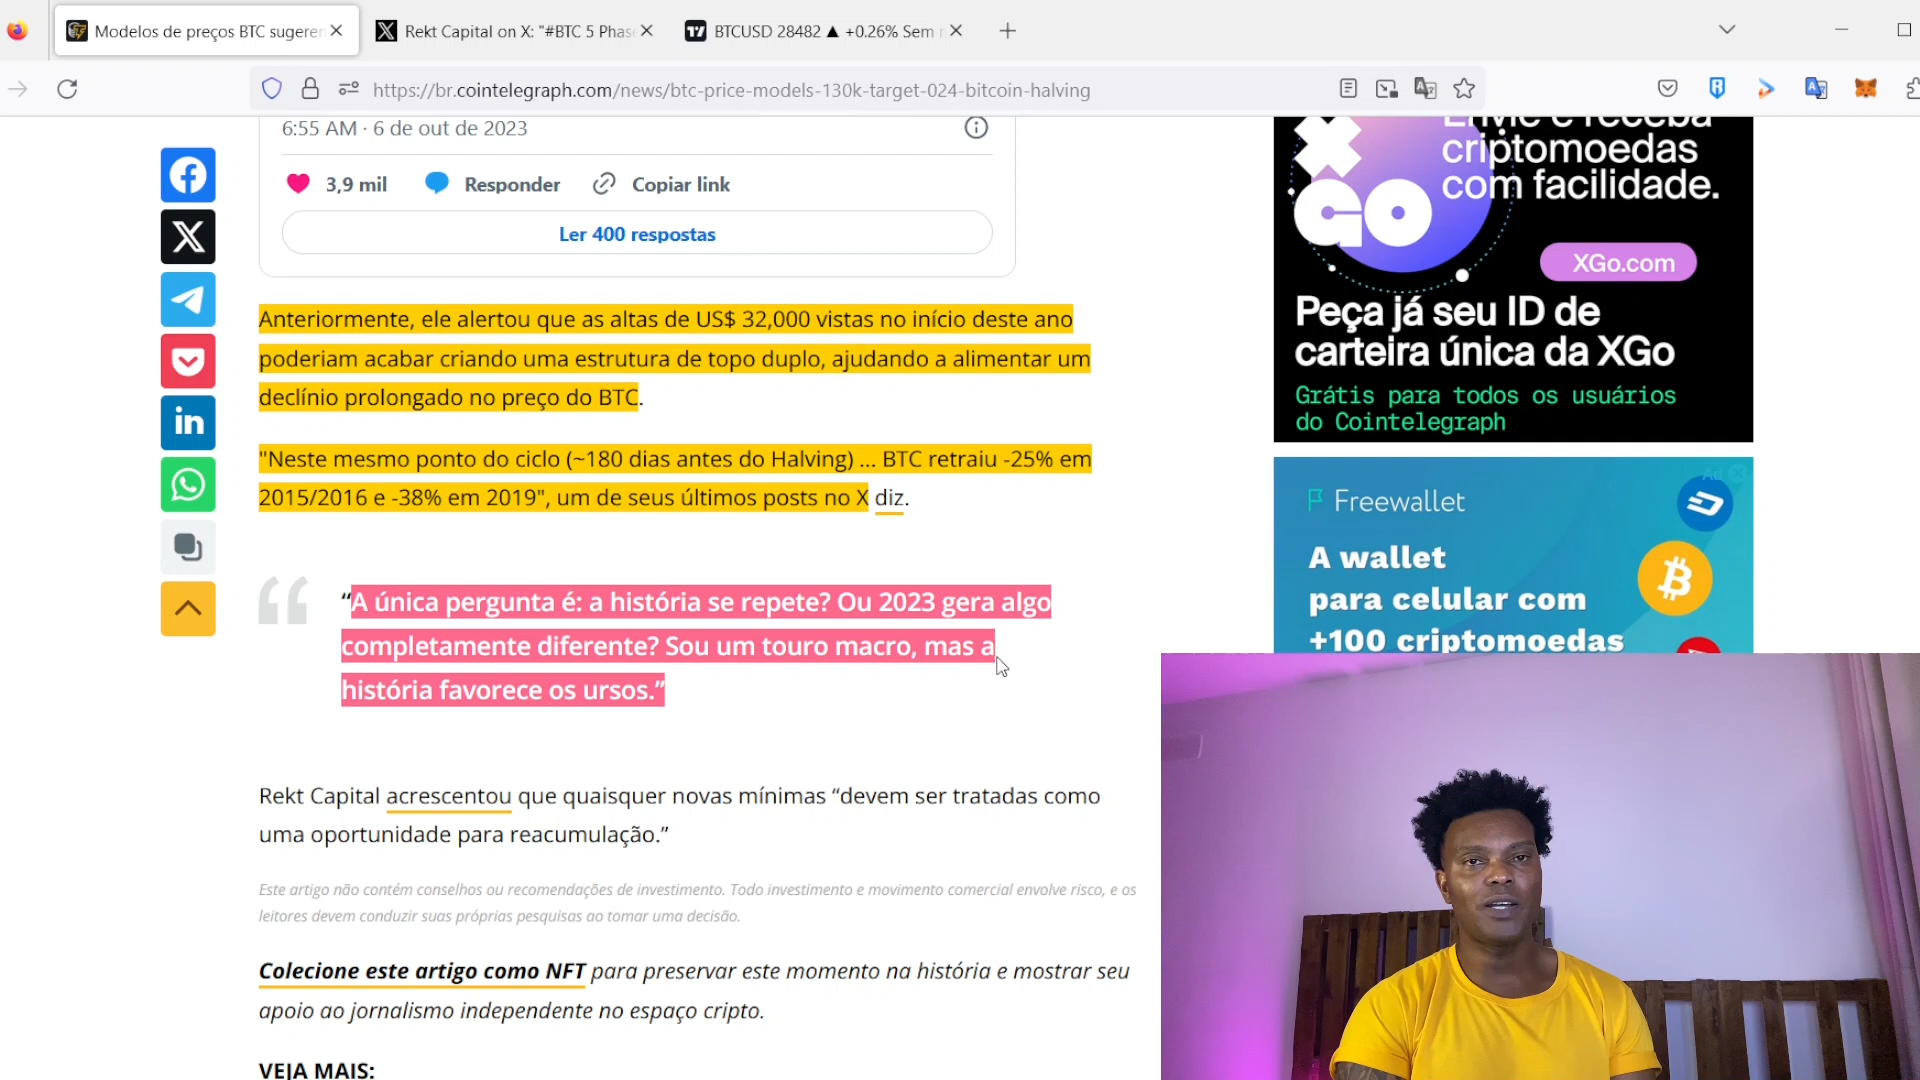 Modelos de preços BTC sugeren
Rekt Capital on X: "#BTC 5 Phas
BTCUSD 28482 ▲ +0.26% Sem
https://br.cointelegraph.com/news/btc-price-models-130k-target-024-bitcoin-halving
6:55 AM · 6 de out de 2023
3,9 mil
Responder
Copiar link
Ler 400 respostas
Anteriormente, ele alertou que as altas de US$ 32,000 vistas no início deste ano
poderiam acabar criando uma estrutura de topo duplo, ajudando a alimentar um
declínio prolongado no preço do BTC.
"Neste mesmo ponto do ciclo (~180 dias antes do Halving) ... BTC retraiu -25% em
2015/2016 e -38% em 2019", um de seus últimos posts no X diz.
“A única pergunta é: a história se repete? Ou 2023 gera algo
completamente diferente? Sou um touro macro, mas a
história favorece os ursos.”
Rekt Capital acrescentou que quaisquer novas mínimas “devem ser tratadas como
uma oportunidade para reacumulação.”
Este artigo não contém conselhos ou recomendações de investimento. Todo investimento e movimento comercial envolve risco, e os
leitores devem conduzir suas próprias pesquisas ao tomar uma decisão.
Colecione este artigo como NFT para preservar este momento na história e mostrar seu
apoio ao jornalismo independente no espaço cripto.
VEJA MAIS:
X
GO
Envie e receba
criptomoedas
com facilidade.
XGo.com
Peça já seu ID de
carteira única da XGo
Grátis para todos os usuários
do Cointelegraph
Ad
Freewallet
A wallet
para celular com
+100 criptomoedas